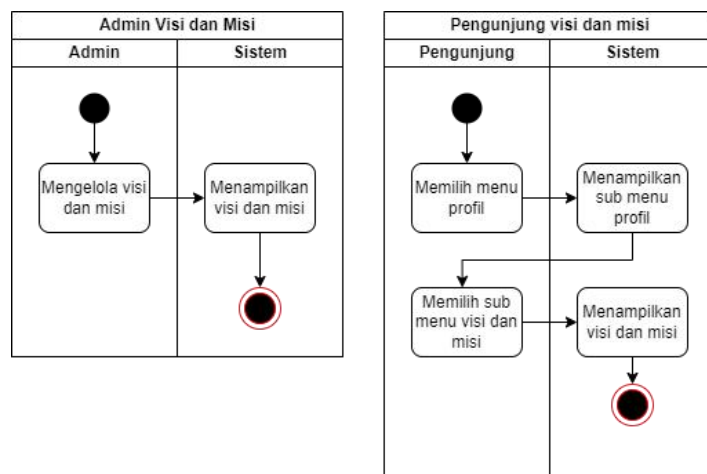 Admin Visi dan Misi
Admin
Sistem
Mengelola visi
dan misi
Menampilkan
visi dan misi
Pengunjung visi dan misi
Pengunjung
Sistem
Memilih menu
profil
Menampilkan
sub menu
profil
Memilih sub
menu visi dan
misi
Menampilkan
visi dan misi